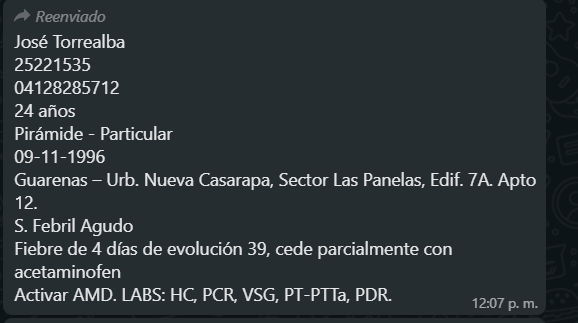 Reenviado
José Torrealba
25221535
04128285712
24 años
Pirámide - Particular
09-11-1996
Guarenas – Urb. Nueva Casarapa, Sector Las Panelas, Edif. 7A. Apto
12.
S. Febril Agudo
Fiebre de 4 días de evolución 39, cede parcialmente con
acetaminofen
Activar AMD. LABS: HC, PCR, VSG, PT-PTTa, PDR.
12:07 p. m.